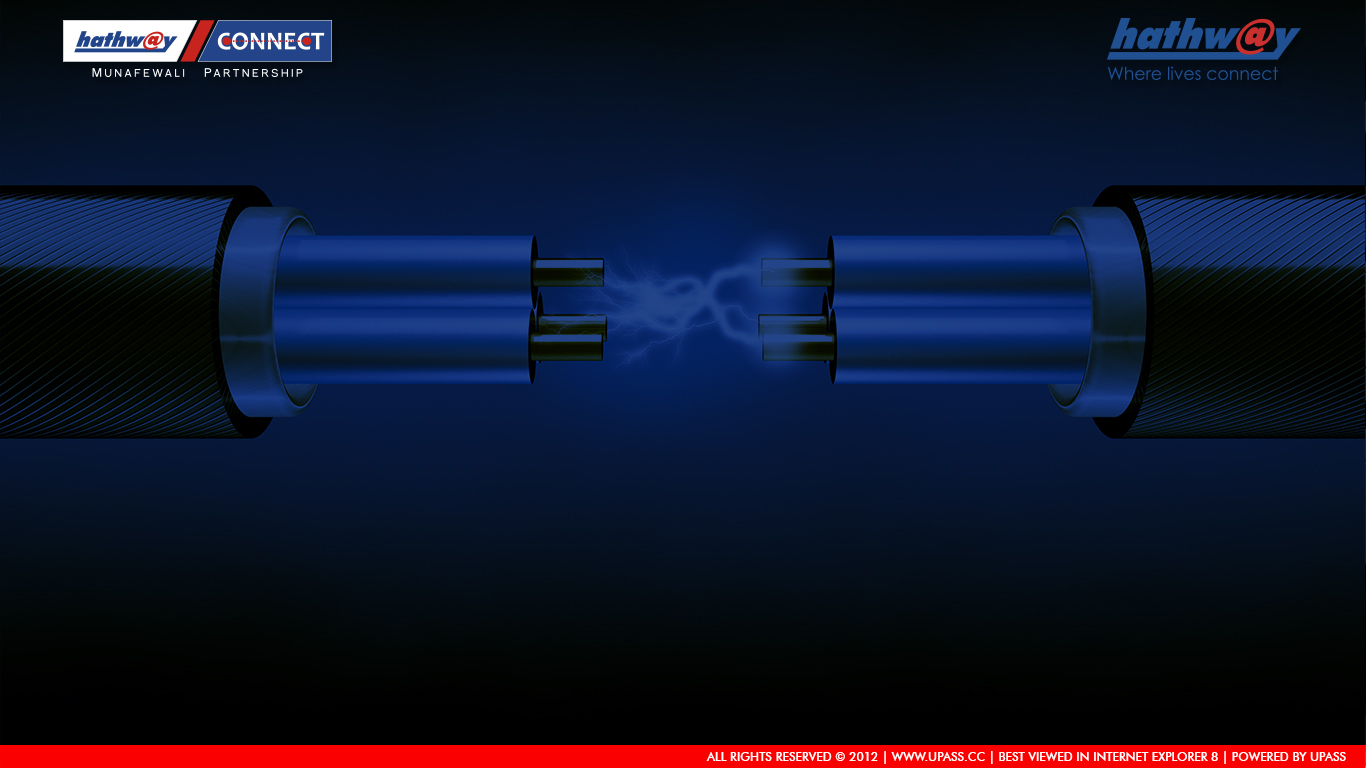 hathw@y CONNECT
MUNAFEWALI PARTNERSHIP
hathw@y
Where lives connect
ALL RIGHTS RESERVED © 2012 | WWW.UPASS.CC | BEST VIEWED IN INTERNET EXPLORER 8 | POWERED BY UPASS